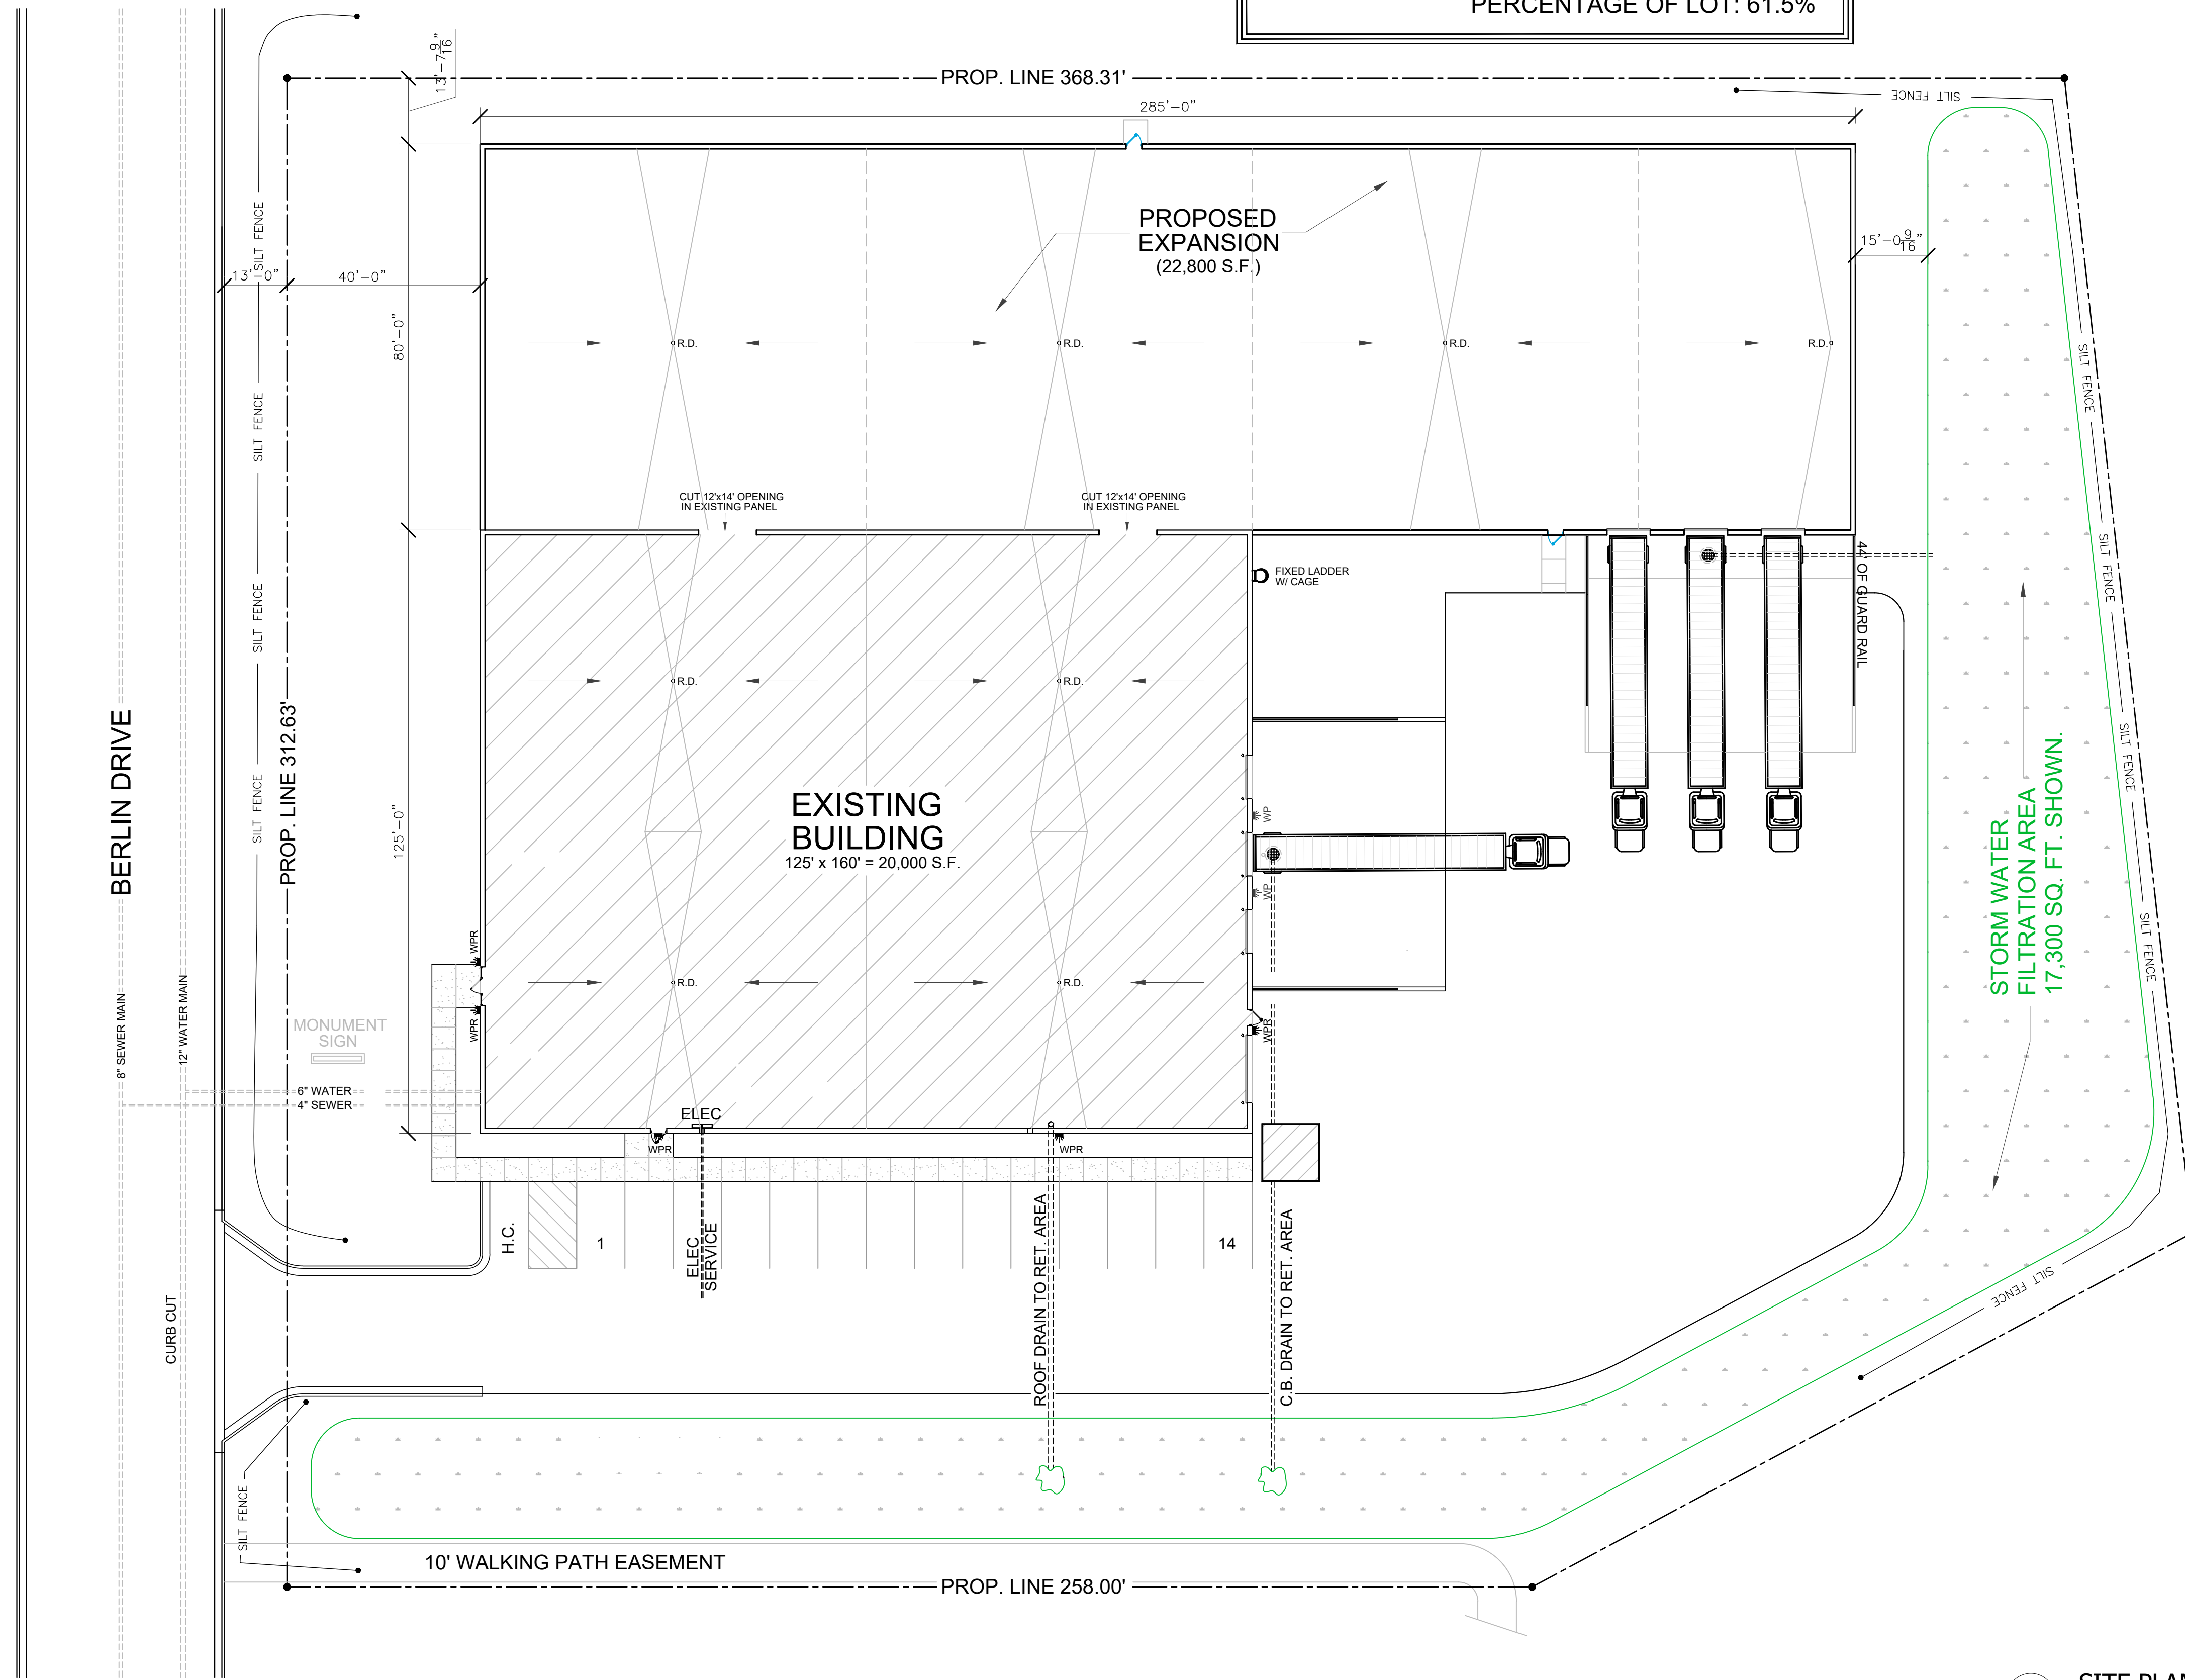 PERCENTAGE OF LOT: 61.5%
13'-7 9/16"
PROP. LINE 368.31'
285'-0"
SILT FENCE
SILT FENCE
PROPOSED
EXPANSION
(22,800 S.F.)
15'-0 9/16"
13'-0"
40'-0"
80'-0"
R.D.
R.D.
R.D.
R.D.
SILT FENCE
SILT FENCE
CUT 12'x14' OPENING
IN EXISTING PANEL
CUT 12'x14' OPENING
IN EXISTING PANEL
FIXED LADDER
W/ CAGE
44' OF GUARD RAIL
SILT FENCE
SILT FENCE
R.D.
R.D.
BERLIN DRIVE
PROP. LINE 312.63'
SILT FENCE
125'-0"
EXISTING
BUILDING
125' x 160' = 20,000 S.F.
WP
WP
STORM WATER
FILTRATION AREA
17,300 SQ. FT. SHOWN.
SILT FENCE
SILT FENCE
WPR
WPR
R.D.
R.D.
WPR
8" SEWER MAIN
12" WATER MAIN
MONUMENT
SIGN
6" WATER
4" SEWER
ELEC
WPR
WPR
H.C.
1
ELEC
SERVICE
14
ROOF DRAIN TO RET. AREA
C.B. DRAIN TO RET. AREA
SILT FENCE
CURB CUT
SILT FENCE
10' WALKING PATH EASEMENT
PROP. LINE 258.00'
SITE PLAN